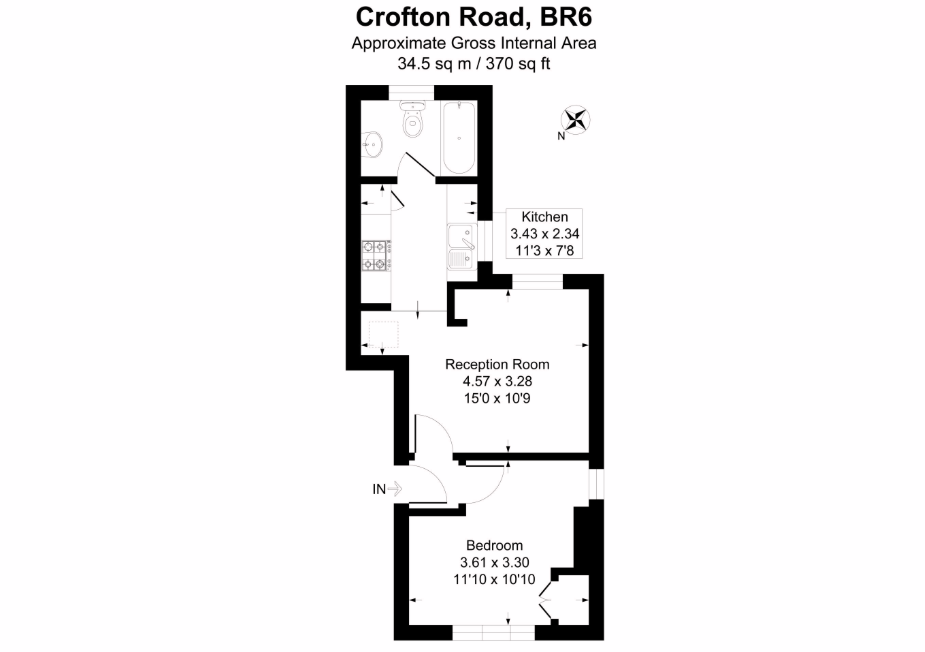 Crofton Road, BR6
Approximate Gross Internal Area
34.5 sq m / 370 sq ft
N
Kitchen
3.43 x 2.34
11'3 x 7'8
Reception Room
4.57 x 3.28
15'0 x 10'9
IN
Bedroom
3.61 x 3.30
11'10 x 10'10